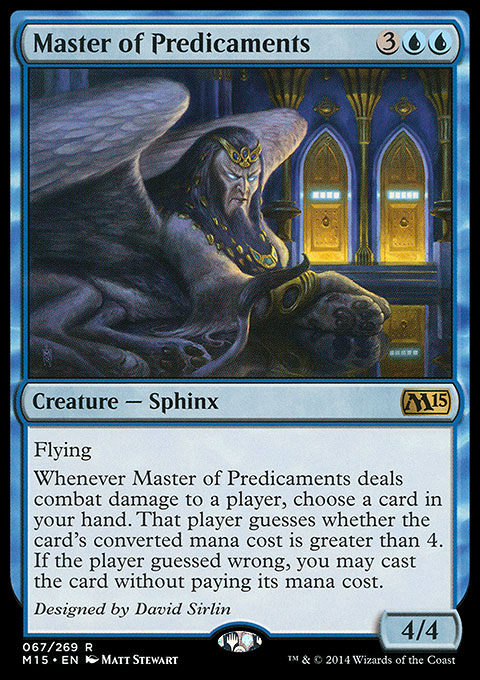 Master of Predicaments 3
Creature — Sphinx M15
Flying
Whenever Master of Predicaments deals
combat damage to a player, choose a card in
your hand. That player guesses whether the
card's converted mana cost is greater than 4.
If the player guessed wrong, you may cast
the card without paying its mana cost.
Designed by David Sirlin
4/4
067/269 R
M15 • EN Matt Stewart ™ & © 2014 Wizards of the Coast